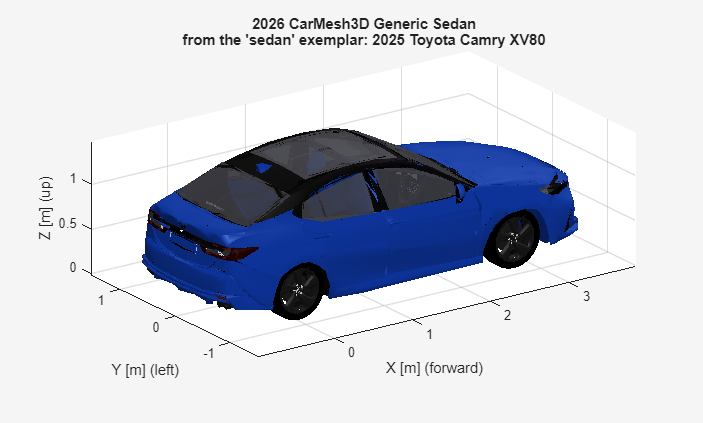 2026 CarMesh3D Generic Sedan
from the 'sedan' exemplar: 2025 Toyota Camry XV80
Z [m] (up)
1
0.5
0
1
0
-1
Y [m] (left)
0
1
2
3
X [m] (forward)